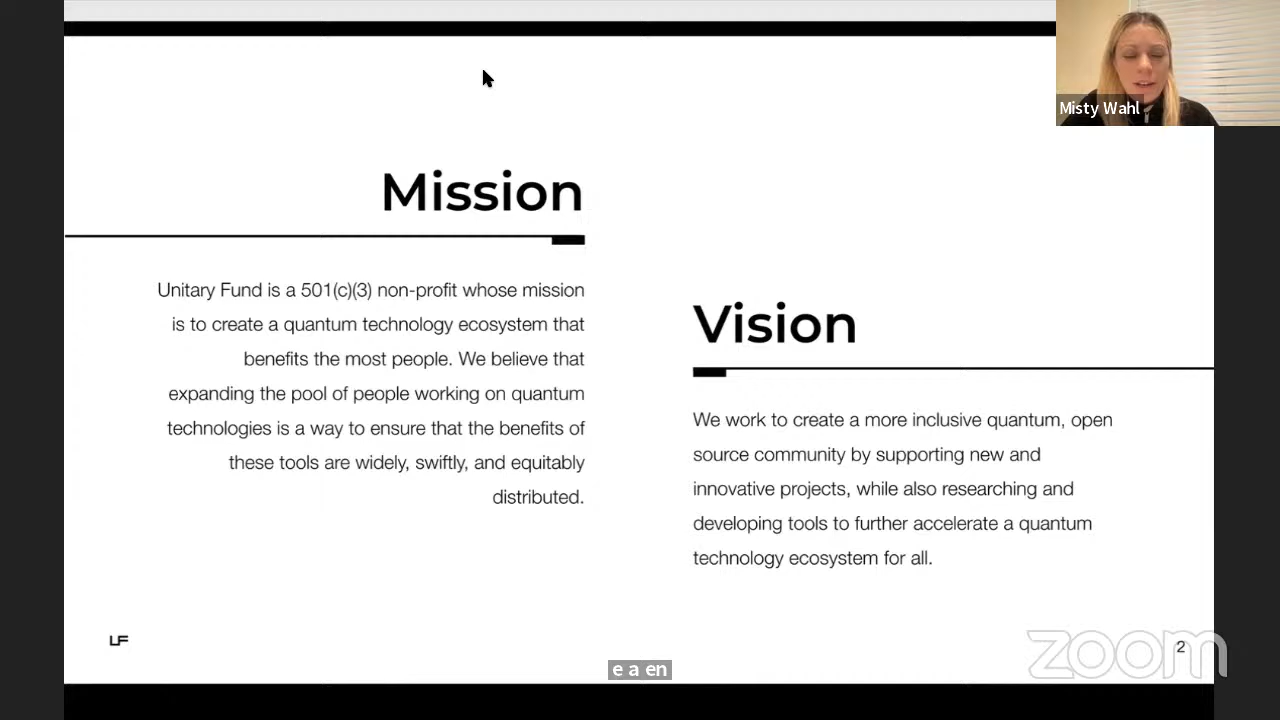 Misty Wahl
Mission
Unitary Fund is a 501(c)(3) non-profit whose mission
is to create a quantum technology ecosystem that
benefits the most people. We believe that
expanding the pool of people working on quantum
technologies is a way to ensure that the benefits of
these tools are widely, swiftly, and equitably
distributed.
Vision
We work to create a more inclusive quantum, open
source community by supporting new and
innovative projects, while also researching and
developing tools to further accelerate a quantum
technology ecosystem for all.
UF
e a en
zoom
2